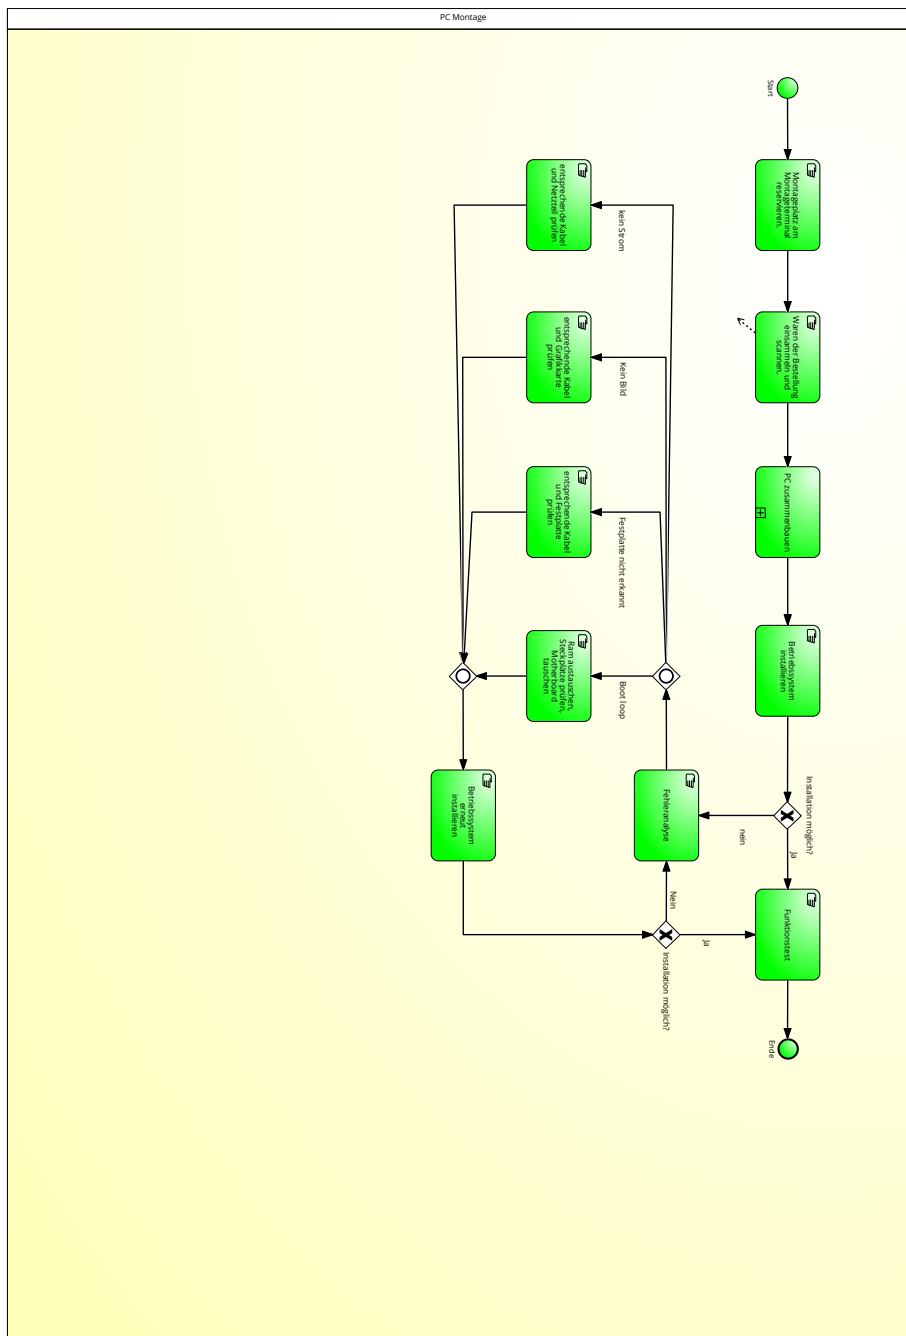 PC Montage
Start
Montageplatz am
Montageterminal
reservieren.
Waren der Bestellung
einsammeln und
scannen.
PC zusammenbauen
Betriebssystem
installieren
Installation möglich?
Ja
nein
Funktionstest
Ende
Fehleranalyse
Nein
Ja
Installation möglich?
kein Strom
Kein Bild
Festplatte nicht erkannt
Boot loop
entsprechende Kabel
und Netzteil prüfen
entsprechende Kabel
und Grafikkarte
prüfen
entsprechende Kabel
und Festplatte
prüfen
Ram austauschen,
Steckplätze prüfen,
Motherboard
tauschen
Betriebssystem
erneut
installieren